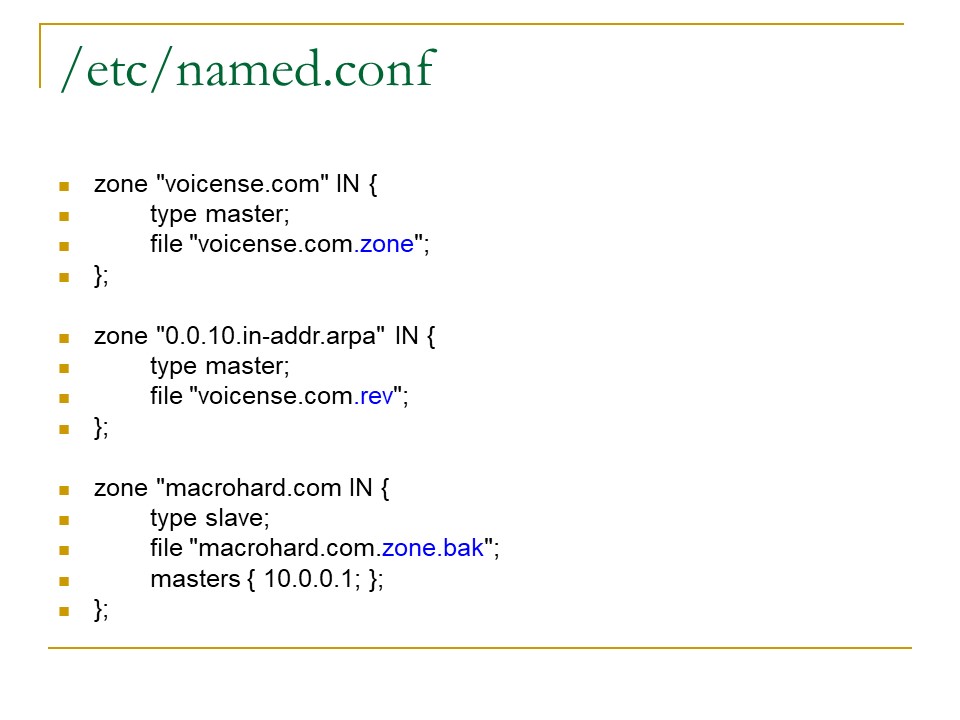 /etc/named.conf
zone "voicense.com" IN {
type master;
file "voicense.com.zone";
};
zone "0.0.10.in-addr.arpa" IN {
type master;
file "voicense.com.rev";
};
zone "macrohard.com IN {
type slave;
file "macrohard.com.zone.bak";
masters { 10.0.0.1; };
};